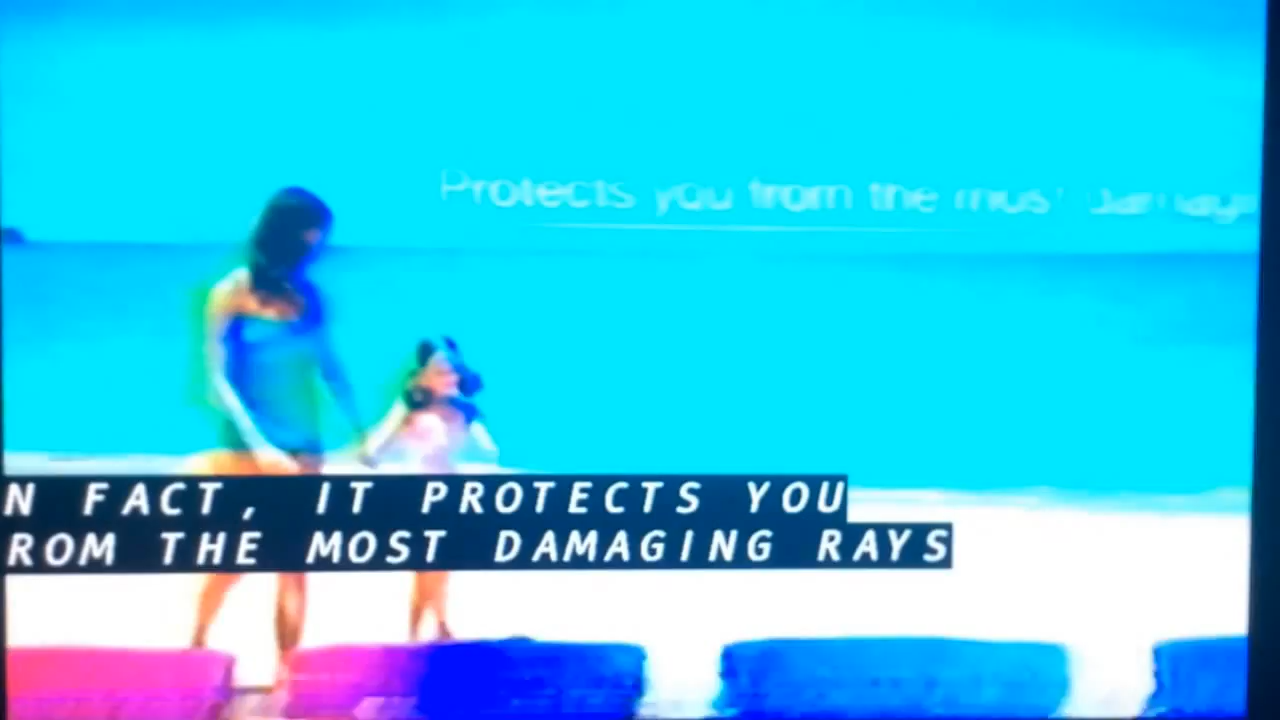 Protects you from the
N FACT, IT PROTECTS YOU
ROM THE MOST DAMAGING RAYS